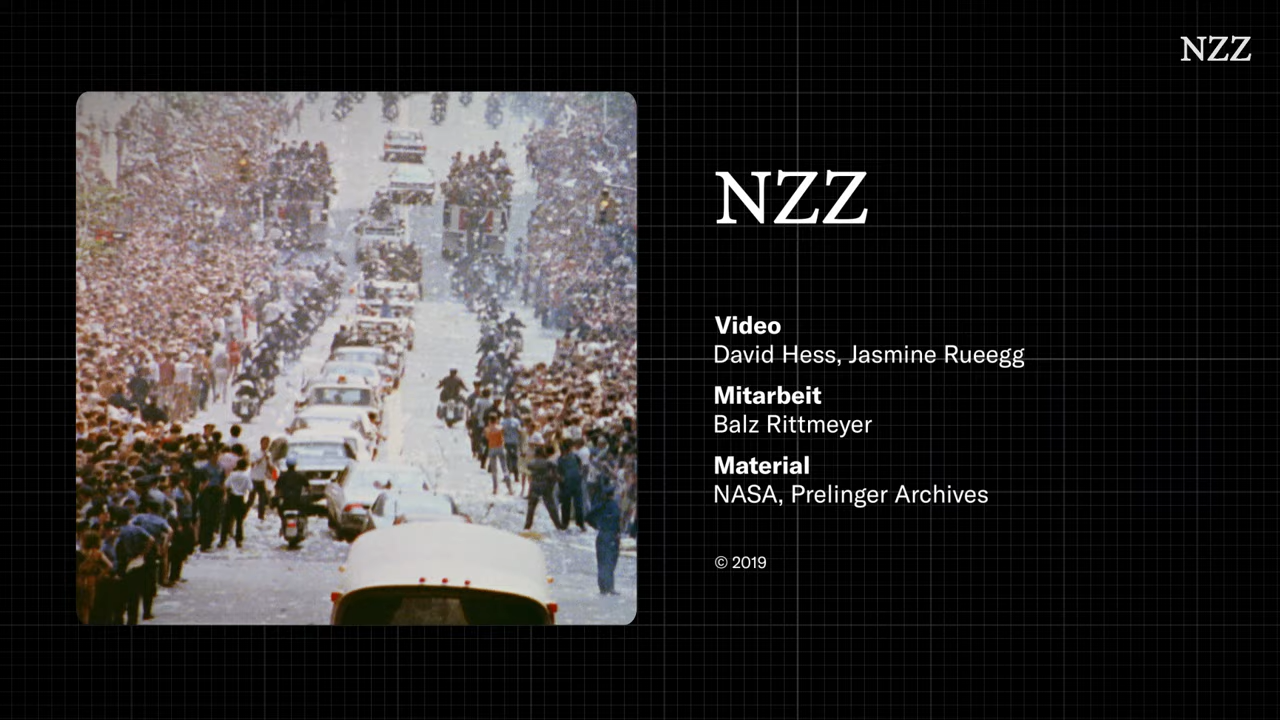 NZZ
NZZ
Video
David Hess, Jasmine Rueegg
Mitarbeit
Balz Rittmeyer
Material
NASA, Prelinger Archives
© 2019